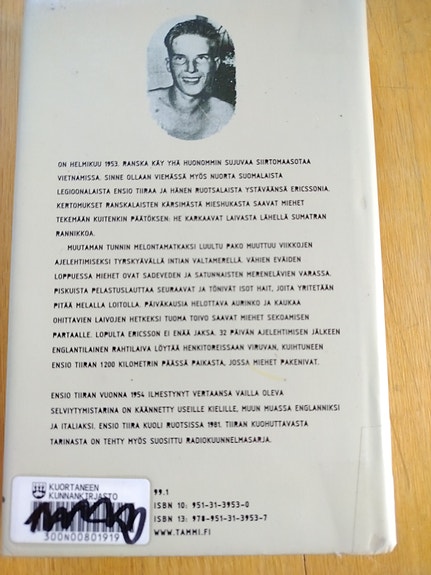 ON HELMIKUU 1953. RANSKA KÄY YHÄ HUONOMMIN SUJUVAA SIIRTOMAASOTAA
VIETNAMISSA. SINNE OLLAAN VIEMÄSSÄ MYÖS NUORTA SUOMALAISTA
LEGIOONALAISTA ENSIO TIIRAA JA HÄNEN RUOTSALAISTA YSTÄVÄÄNSÄ ERICSSONIA.
KERTOMUKSET RANSKALAISTEN KÄRSIMÄSTÄ MIESHUKASTA SAAVAT MIEHET
TEKEMÄÄN KUITENKIN PÄÄTÖKSEN: HE KARKAAVAT LAIVASTA LÄHELLÄ SUMATRAN
RANNIKKOA.
MUUTAMAN TUNNIN MELONTAMATKAKSI LUULTU PAKO MUUTTUU VIIKKOJEN
AJELEHTIMISEKSI TYRSKYÄVÄLLÄ INTIAN VALTAMERELLÄ. VÄHIEN EVÄIDEN
LOPPUESSA MIEHET OVAT SADEVEDEN JA SATUNNAISTEN MERENELÄVIEN VARASSA.
PISKUISTA PELASTUSLAUTTAA SEURAAVAT JA TÖNIVÄT ISOT HAIT, JOITA YRITETÄÄN
PITÄÄ MELALLA LOITOLLA. PÄIVÄKAUSIA HELOTTAVA AURINKO JA KAUKAA
OHITTAVIEN LAIVOJEN HETKEKSI TUOMA TOIVO SAAVAT MIEHET SEKOAMISEN
PARTAALLE. LOPULTA ERICSSON EI ENÄÄ JAKSA. 32 PÄIVÄN AJELEHTIMISEN JÄLKEEN
ENGLANTILAINEN RAHTILAIVA LÖYTÄÄ HENKITOREISSAAN VIRUVAN, KUIHTUNEEN
ENSIO TIIRAN 1200 KILOMETRIN PÄÄSSÄ PAIKASTA, JOSSA MIEHET PAKENIVAT.
ENSIO TIIRAN VUONNA 1954 ILMESTYNYT VERTAANSA VAILLA OLEVA
SELVIYTYMISTARINA ON KÄÄNNETTY USEILLE KIELILLE, MUUN MUASSA ENGLANNIKSI
JA ITALIAKSI. ENSIO TIIRA KUOLI RUOTSISSA 1981. TIIRAN KUOHUTTAVASTA
TARINASTA ON TEHTY MYÖS SUOSITTU RADIOKUUNNELMASARJA.
KUORTANEEN
KUNNANKIRJASTO
300N00801919
99.1
ISBN 10: 951-31-3953-0
ISBN 13: 978-951-31-3953-7
WWW.TAMMI.FI